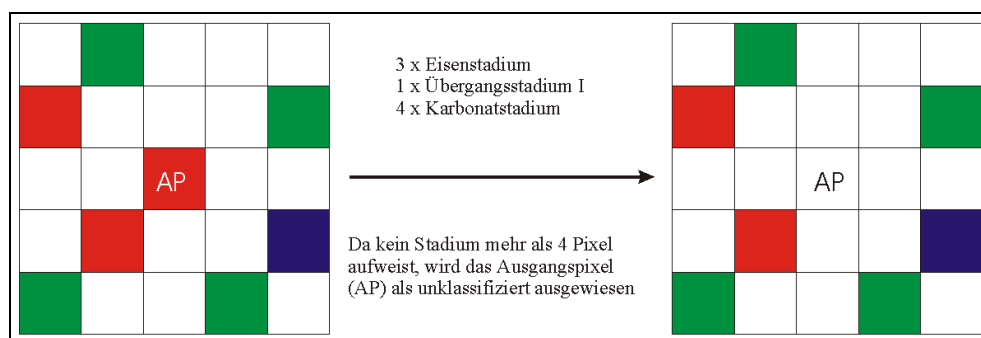 3 x Eisenstadium
1 x Übergangsstadium I
4 x Karbonatstadium
AP
AP
Da kein Stadium mehr als 4 Pixel
aufweist, wird das Ausgangspixel
(AP) als unklassifiziert ausgewiesen